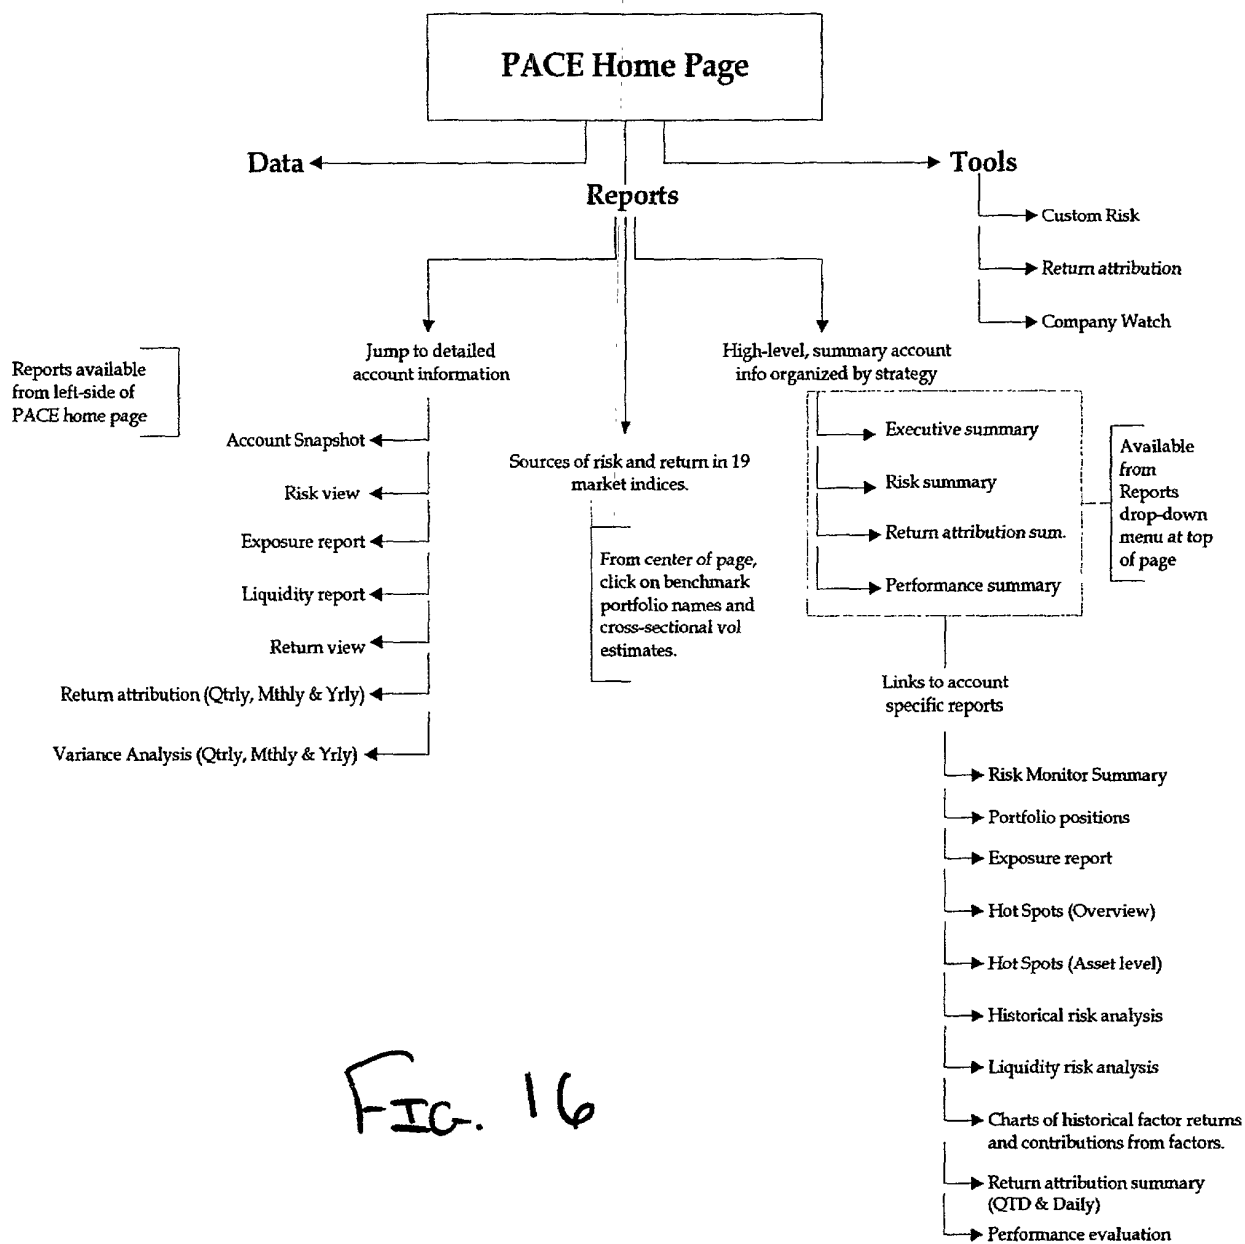 PACE Home Page
Data
Reports
Tools
Custom Risk
Return attribution
Company Watch
Reports available
from left-side of
PACE home page
Jump to detailed
account information
Account Snapshot
Risk view
Exposure report
Liquidity report
Return view
Return attribution (Qtrly, Mthly & Yrly)
Variance Analysis (Qtrly, Mthly & Yrly)
Sources of risk and return in 19
market indices.
From center of page,
click on benchmark
portfolio names and
cross-sectional vol
estimates.
High-level, summary account
info organized by strategy
Executive summary
Risk summary
Return attribution sum.
Performance summary
Available
from
Reports
drop-down
menu at top
of page
Links to account
specific reports
Risk Monitor Summary
Portfolio positions
Exposure report
Hot Spots (Overview)
Hot Spots (Asset level)
Historical risk analysis
Liquidity risk analysis
Charts of historical factor returns
and contributions from factors.
Return attribution summary
(QTD & Daily)
Performance evaluation
FIG. 16